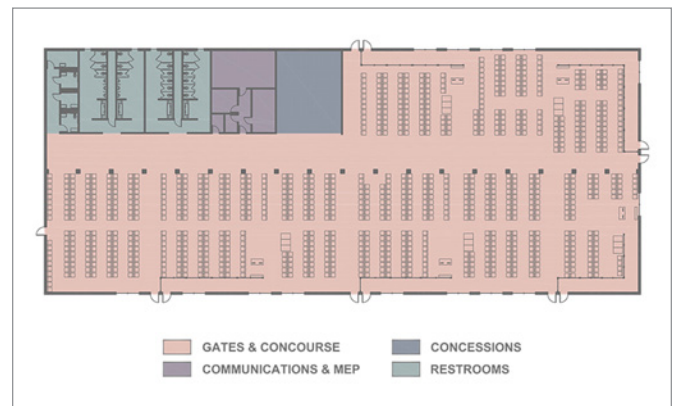 GATES & CONCOURSE
CONCESSIONS
COMMUNICATIONS & MEP
RESTROOMS